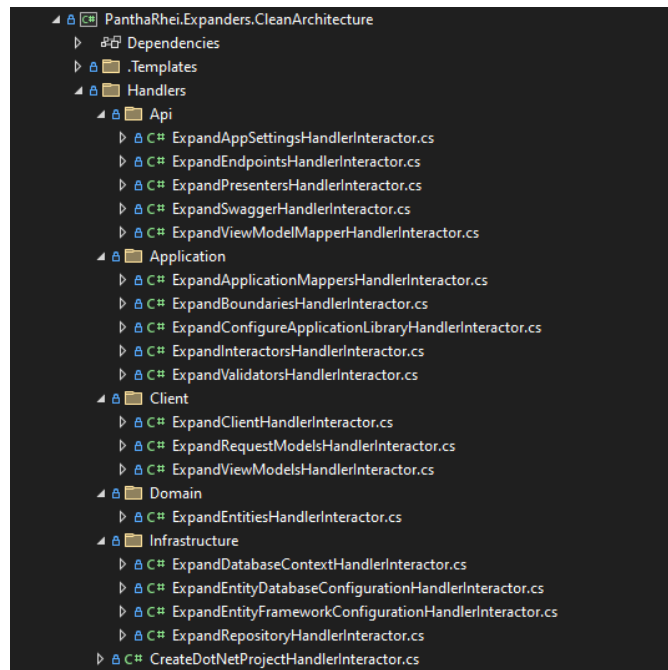 C# PanthaRhei.Expanders.CleanArchitecture
Dependencies
.Templates
Handlers
Api
C# ExpandAppSettingsHandlerInteractor.cs
C# ExpandEndpointsHandlerInteractor.cs
C# ExpandPresentersHandlerInteractor.cs
C# ExpandSwaggerHandlerInteractor.cs
C# ExpandViewModelMapperHandlerInteractor.cs
Application
C# ExpandApplicationMappersHandlerInteractor.cs
C# ExpandBoundariesHandlerInteractor.cs
C# ExpandConfigureApplicationLibraryHandlerInteractor.cs
C# ExpandInteractorsHandlerInteractor.cs
C# ExpandValidatorsHandlerInteractor.cs
Client
C# ExpandClientHandlerInteractor.cs
C# ExpandRequestModelsHandlerInteractor.cs
C# ExpandViewModelsHandlerInteractor.cs
Domain
C# ExpandEntitiesHandlerInteractor.cs
Infrastructure
C# ExpandDatabaseContextHandlerInteractor.cs
C# ExpandEntityDatabaseConfigurationHandlerInteractor.cs
C# ExpandEntityFrameworkConfigurationHandlerInteractor.cs
C# ExpandRepositoryHandlerInteractor.cs
C# CreateDotNetProjectHandlerInteractor.cs